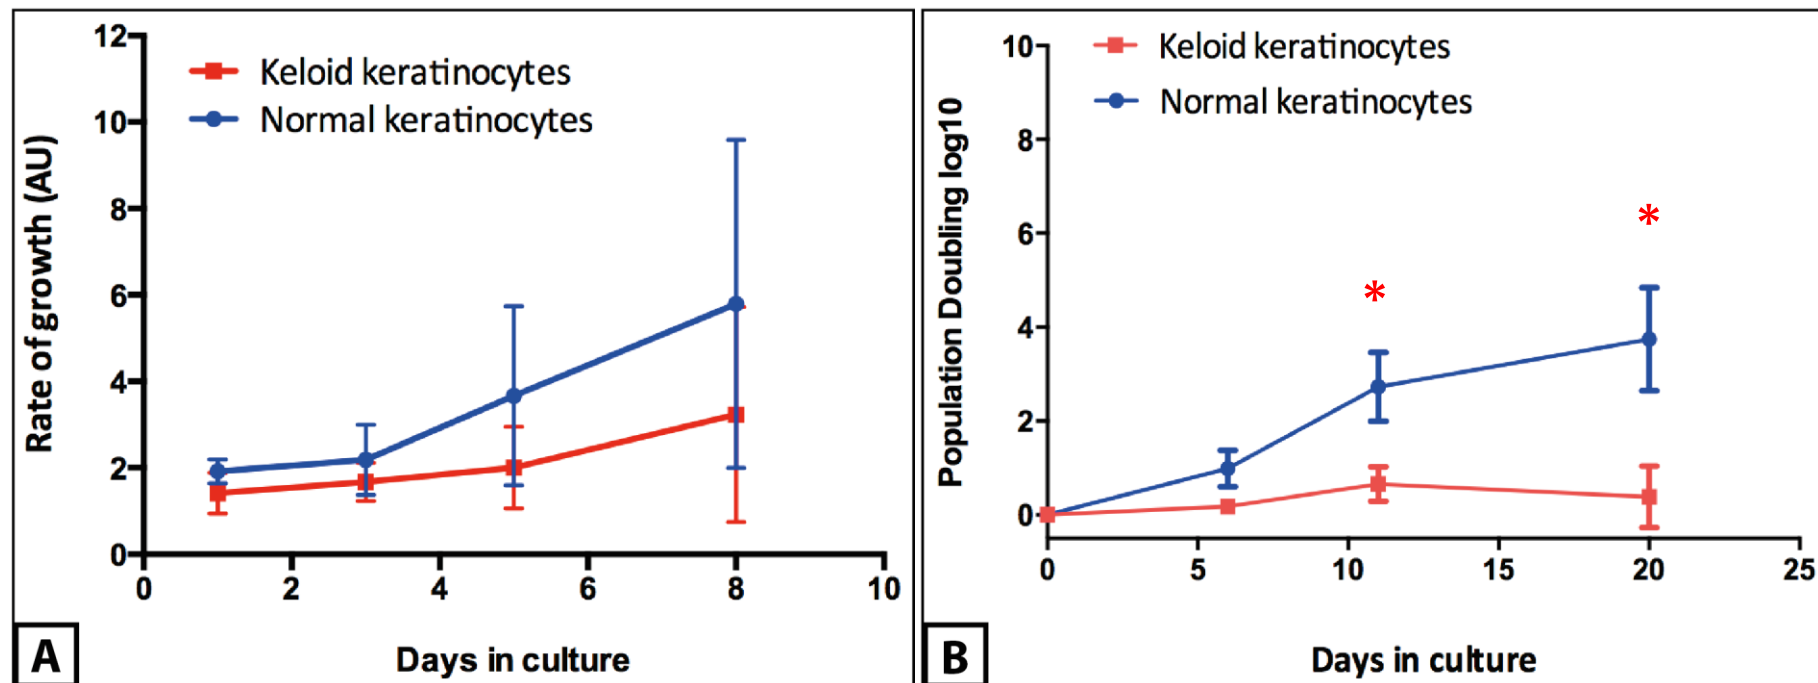 12
10
8
6
4
2
0
0
2
4
6
8
10
Keloid keratinocytes
Normal keratinocytes
Rate of growth (AU)
Days in culture
A
10
8
6
4
2
0
0
5
10
15
20
25
Keloid keratinocytes
Normal keratinocytes
*
*
Population Doubling log10
Days in culture
B